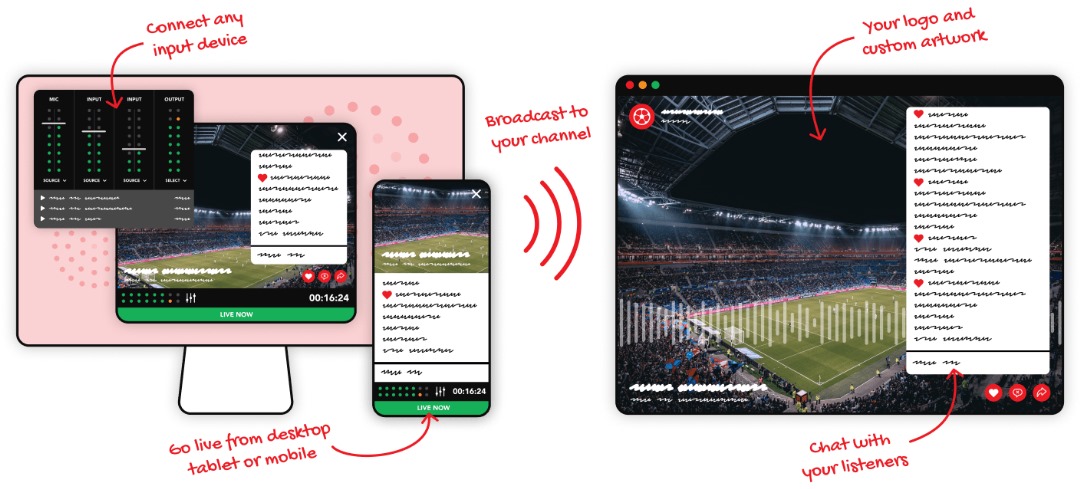 Connect any
input device
MIC INPUT INPUT OUTPUT
SOURCE SOURCE SOURCE SELECT
00:16:24
LIVE NOW
00:16:24
LIVE NOW
Go live from desktop
tablet or mobile
Broadcast to
your channel
Your logo and
custom artwork
Chat with
your listeners